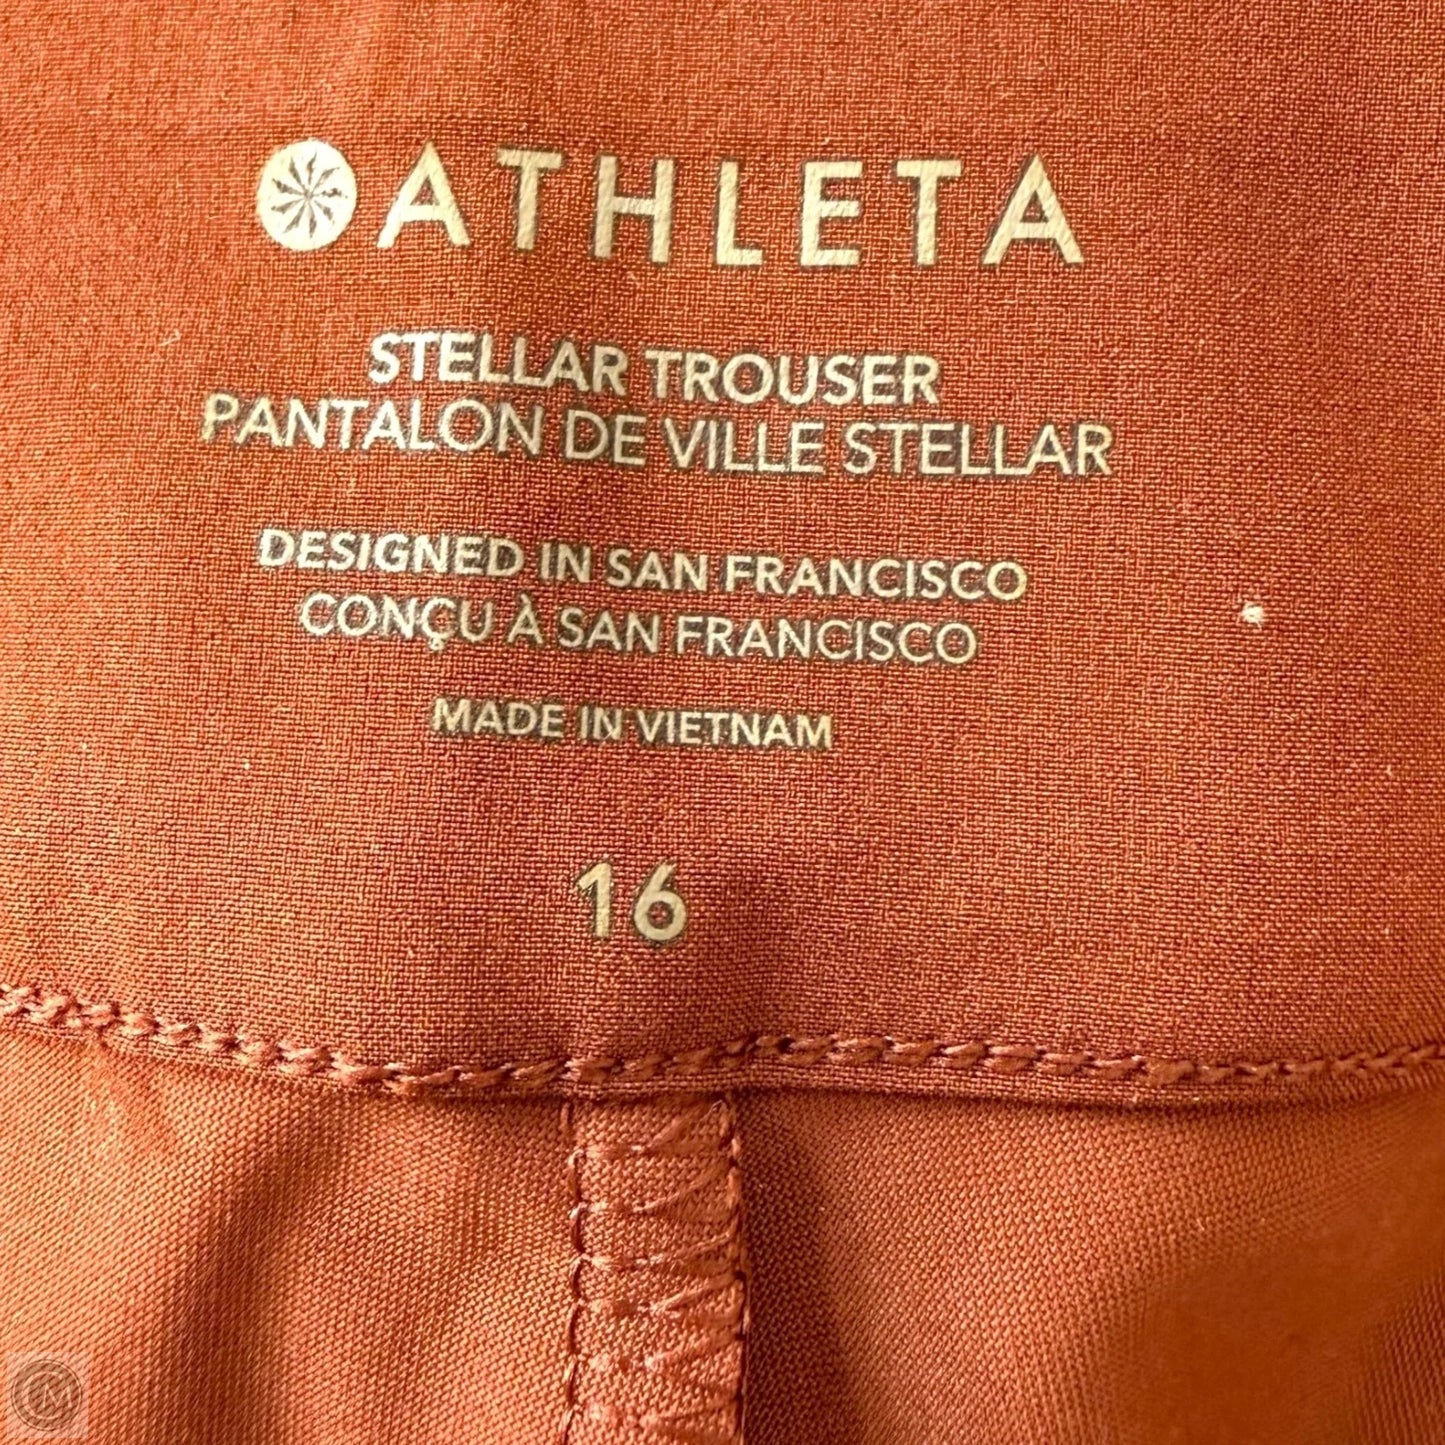 ATHLETA
STELLAR TROUSER
PANTALON DE VILLE STELLAR
DESIGNED IN SAN FRANCISCO
CONÇU À SAN FRANCISCO
MADE IN VIETNAM
16